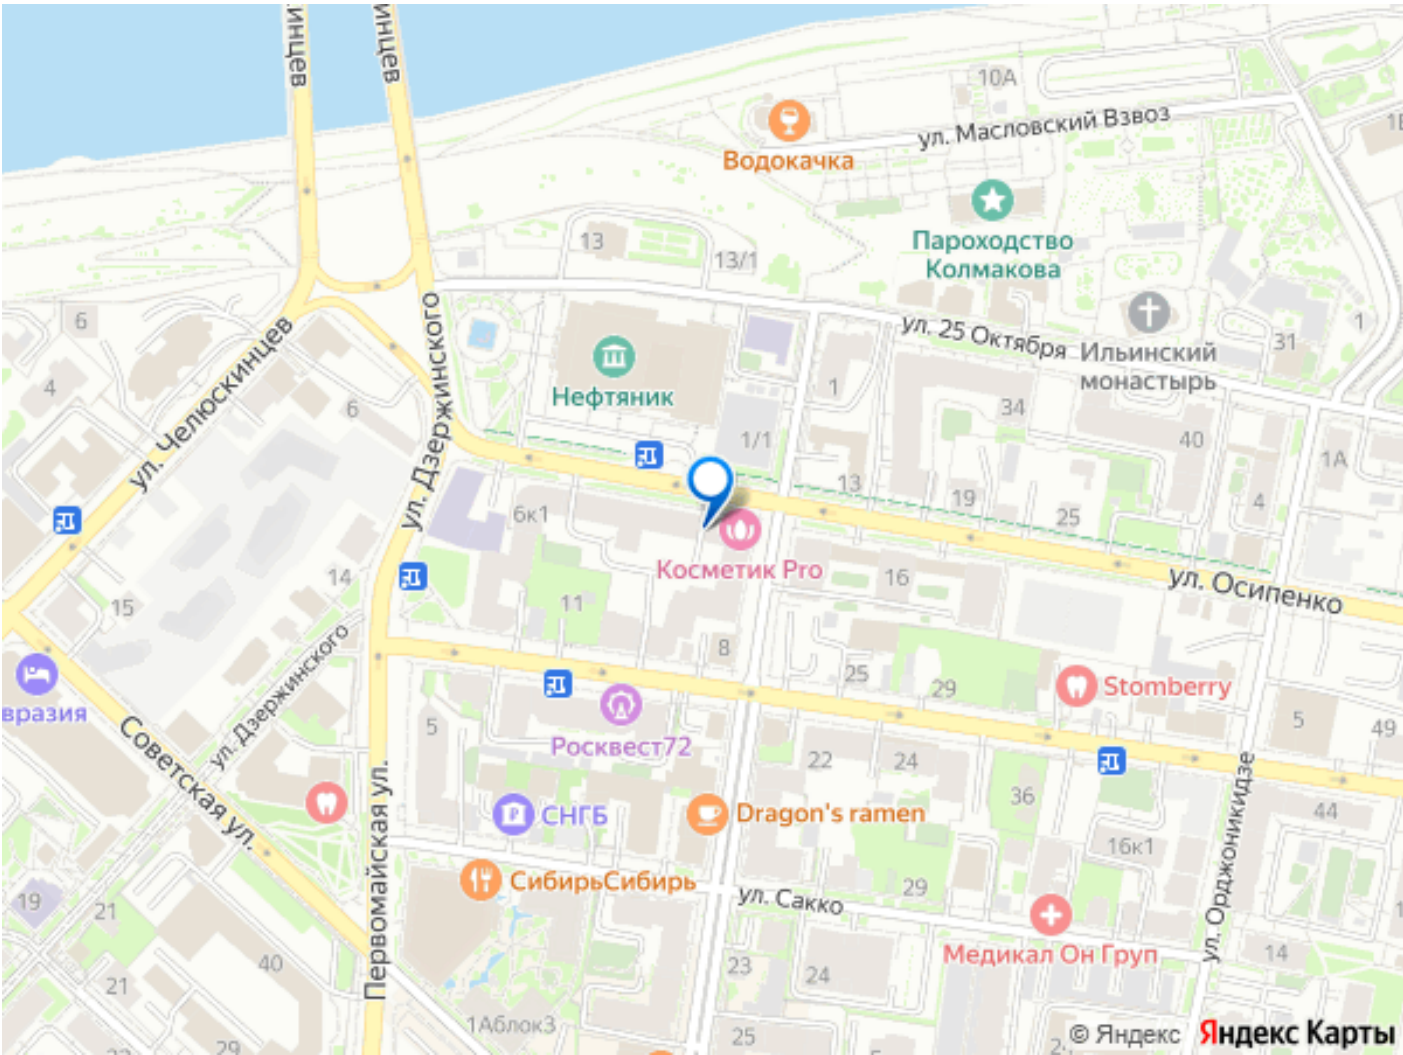 инцев
инцев
10А
ул. Масловский Взвоз
Водокачка
Пароходство
Колмакова
13
13/1
6
ул. Челюскинцев
ул. Дзержинского
ул. 25 Октября
Ильинский
монастырь
31
1
4
6
Нефтяник
1
34
40
1/1
1А
13
19
25
4
6к1
Косметик Pro
16
ул. Осипенко
14
15
11
8
25
29
Stomberry
вразия
ул. Дзержинского
5
Росквест72
5
49
Советская ул.
22
24
36
44
СНГБ
Dragon's ramen
16к1
Первомайская ул.
СибирьСибирь
ул. Сакко
29
ул. Орджоникидзе
19
21
Медикал Он Груп
14
40
23
24
21
1Аблок3
25
29
© Яндекс Яндекс Карты